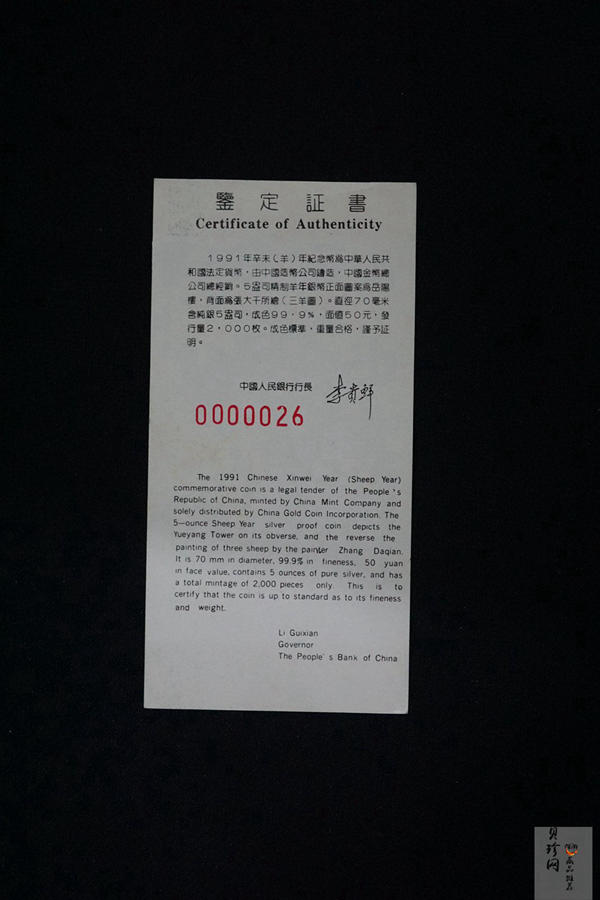 鑒定証書
Certificate of Authenticity
1991年辛未(羊)年紀念幣爲中華人民共
和國法定貨幣，由中國造幣公司鑄造，中國金幣總
公司總經銷。5盎司精制羊年銀幣正面圖案爲岳陽
樓，背面爲張大千所繪（三羊圖）。直徑70毫米
含純銀5盎司，成色99.9%，面值50元，發
行量2,000枚。成色標準，重量合格，謹予証
明。
中國人民銀行行長 李貴鮮
0000026
The 1991 Chinese Xinwei Year (Sheep Year)
commemorative coin is a legal tender of the People's
Republic of China, minted by China Mint Company and
solely distributed by China Gold Coin Incorporation. The
5-ounce Sheep Year silver proof coin depicts the
Yueyang Tower on its obverse, and the reverse the
painting of three sheep by the painter Zhang Daqian.
It is 70 mm in diameter, 99.9% in fineness, 50 yuan
in face value, contains 5 ounces of pure silver, and has
a total mintage of 2,000 pieces only. This is to
certify that the coin is up to standard as to its fineness
and weight.
Li Guixian
Governor
The People's Bank of China
贝珍网